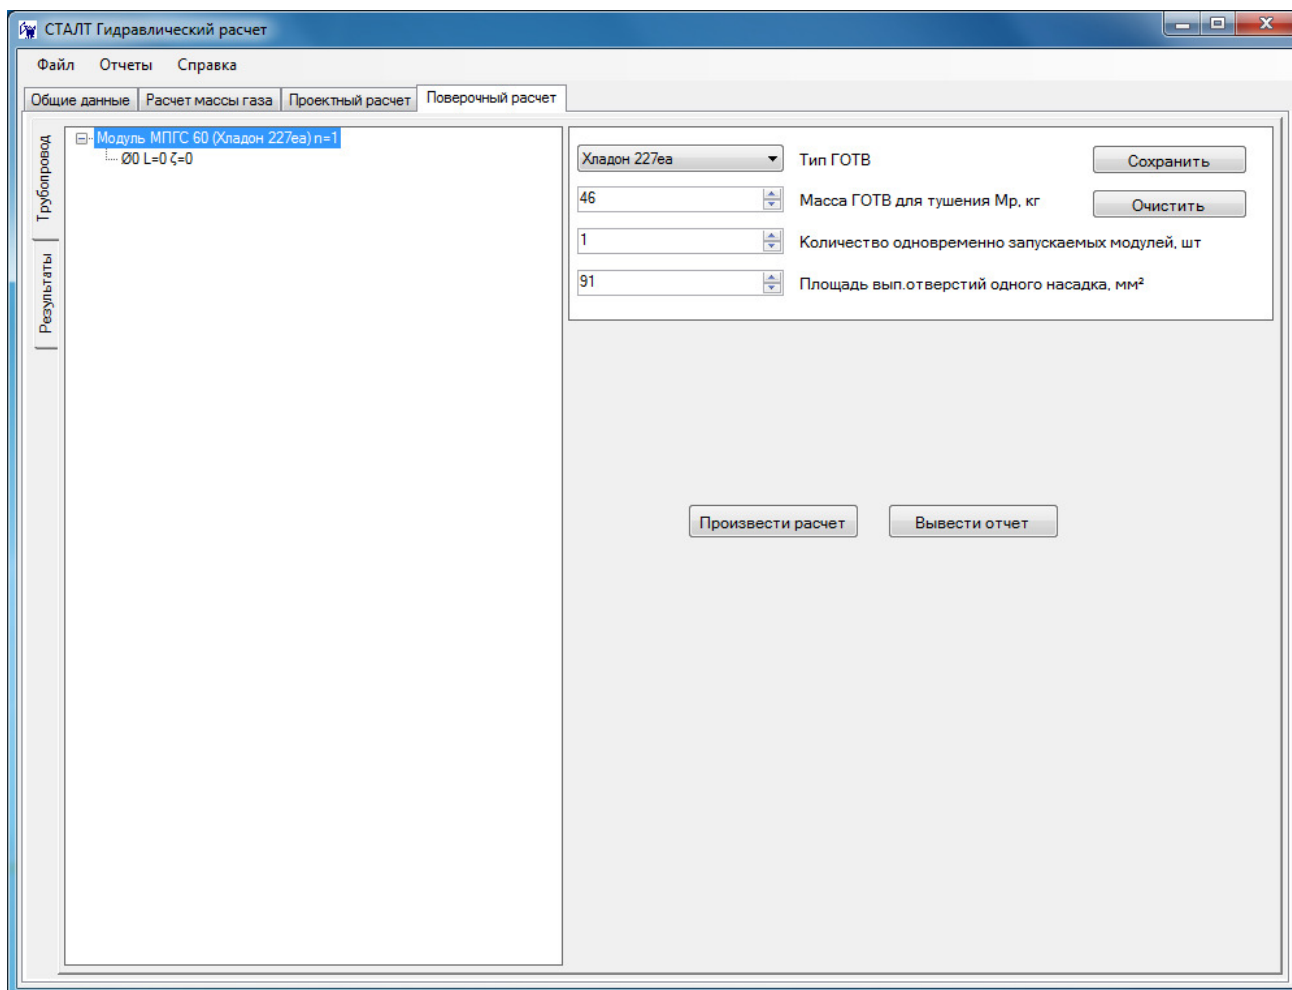 СТАЛТ Гидравлический расчет
Файл Отчеты Справка
Общие данные Расчет массы газа Проектный расчет Поверочный расчет
Трубопровод
Результаты
Модуль МПГС 60 (Хладон 227еа) n=1
Ø0 L=0 ζ=0
Хладон 227еа Тип ГОТВ Сохранить
46 Масса ГОТВ для тушения Мр, кг Очистить
1 Количество одновременно запускаемых модулей, шт
91 Площадь вып.отверстий одного насадка, мм²
Произвести расчет Вывести отчет